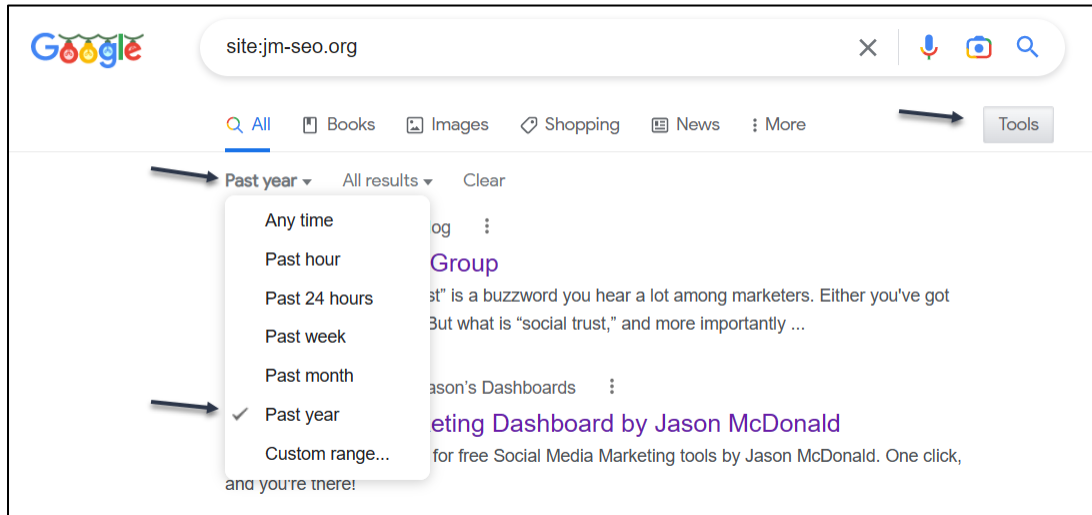 Google
site:jm-seo.org
All Books Images Shopping News More Tools
Past year All results Clear
Any time
og
Past hour
Group
Past 24 hours
st” is a buzzword you hear a lot among marketers. Either you've got
But what is “social trust,” and more importantly ...
Past week
Past month
ason’s Dashboards
Past year
eting Dashboard by Jason McDonald
Custom range...
for free Social Media Marketing tools by Jason McDonald. One click,
and you're there!